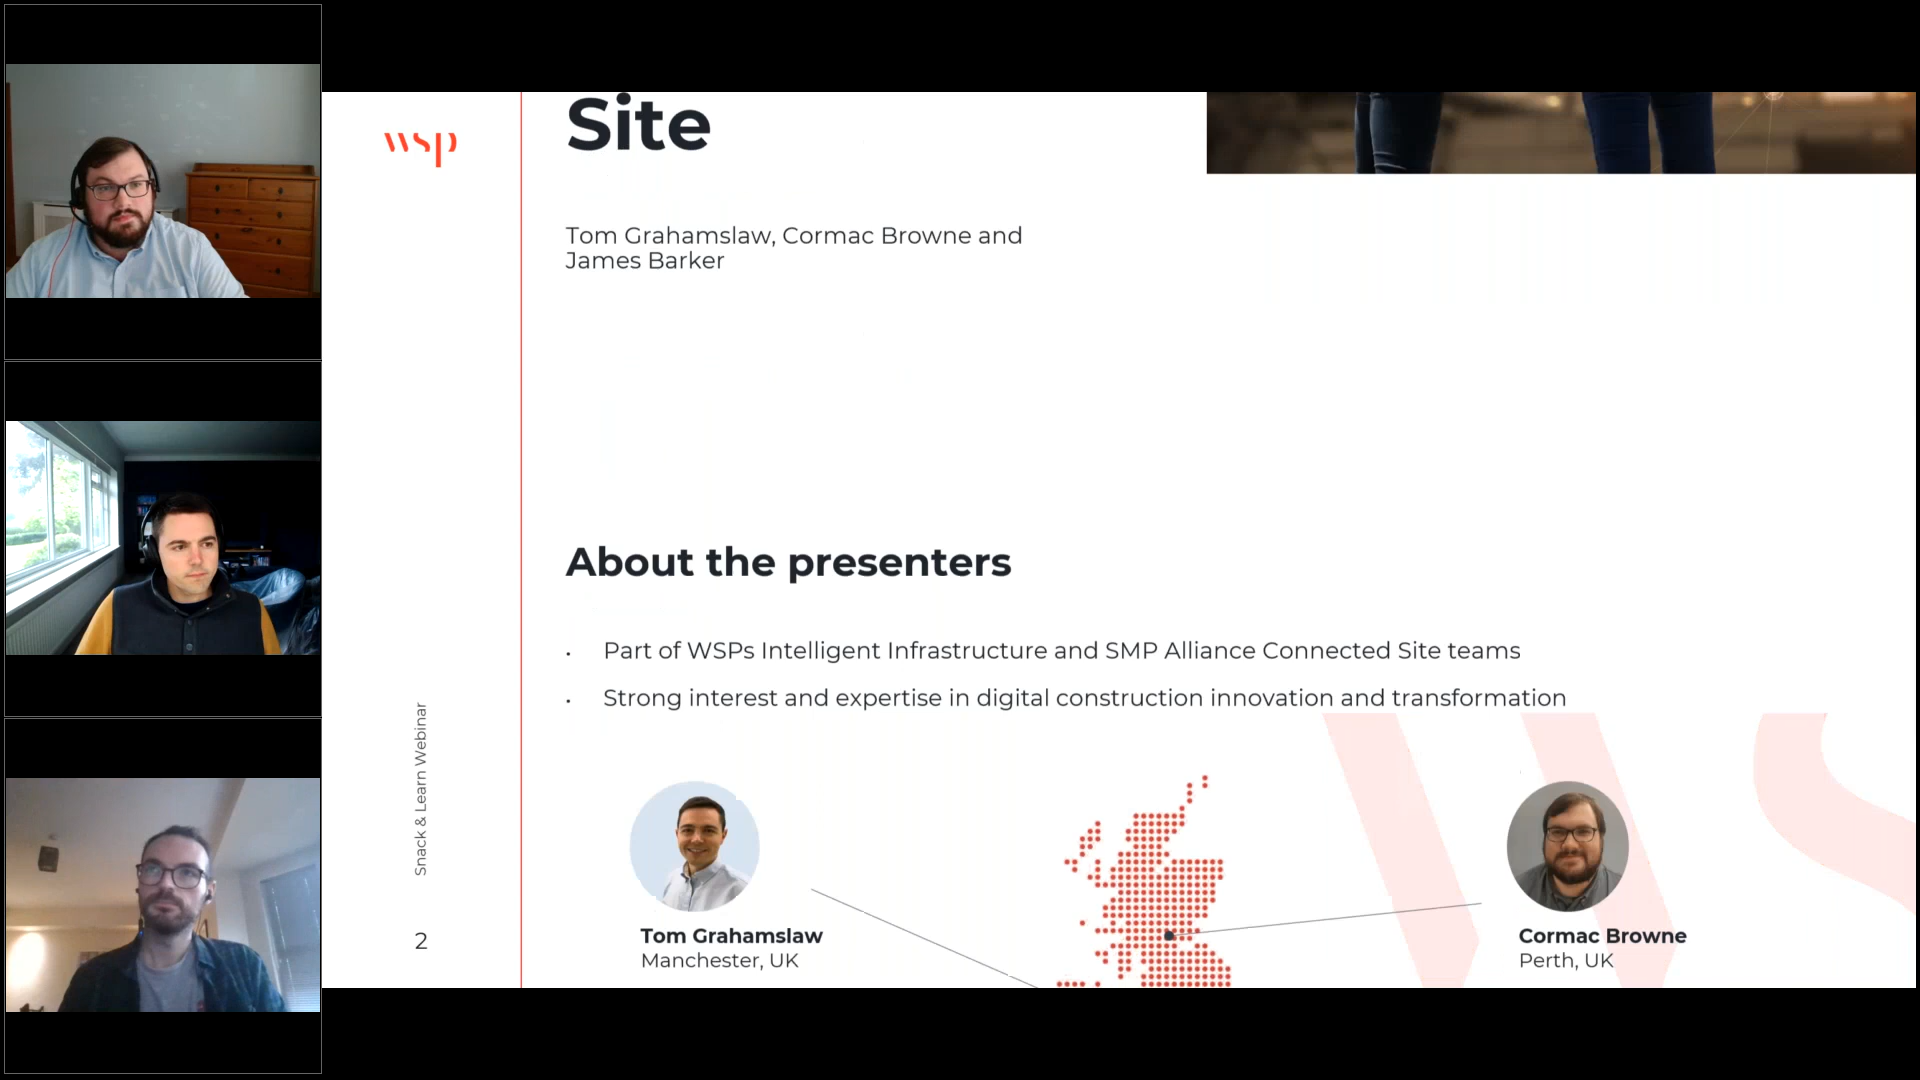 wsp
Site
Tom Grahamslaw, Cormac Browne and
James Barker
About the presenters
• Part of WSPs Intelligent Infrastructure and SMP Alliance Connected Site teams
• Strong interest and expertise in digital construction innovation and transformation
Snack & Learn Webinar
2
Tom Grahamslaw
Manchester, UK
Cormac Browne
Perth, UK